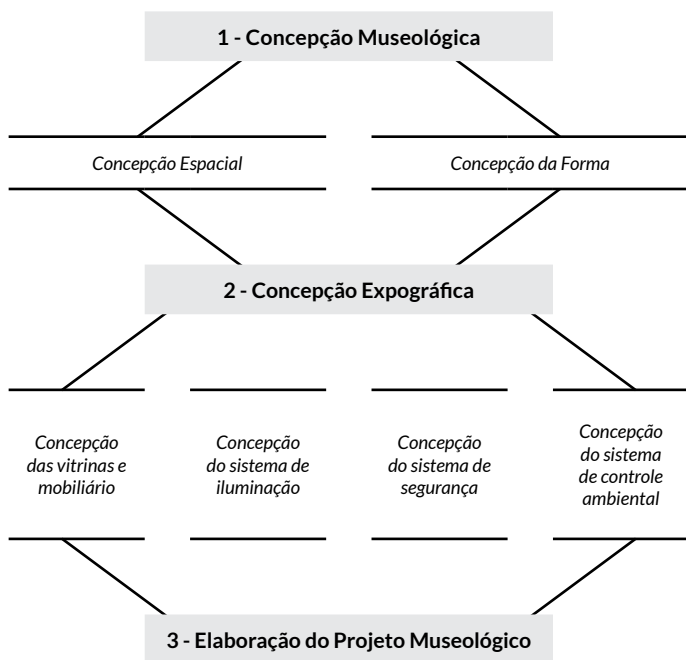 1 - Concepção Museológica
Concepção Espacial
Concepção da Forma
2 - Concepção Expográfica
Concepção
das vitrinas e
mobiliário
Concepção
do sistema de
iluminação
Concepção
do sistema de
segurança
Concepção
do sistema
de controle
ambiental
3 - Elaboração do Projeto Museológico